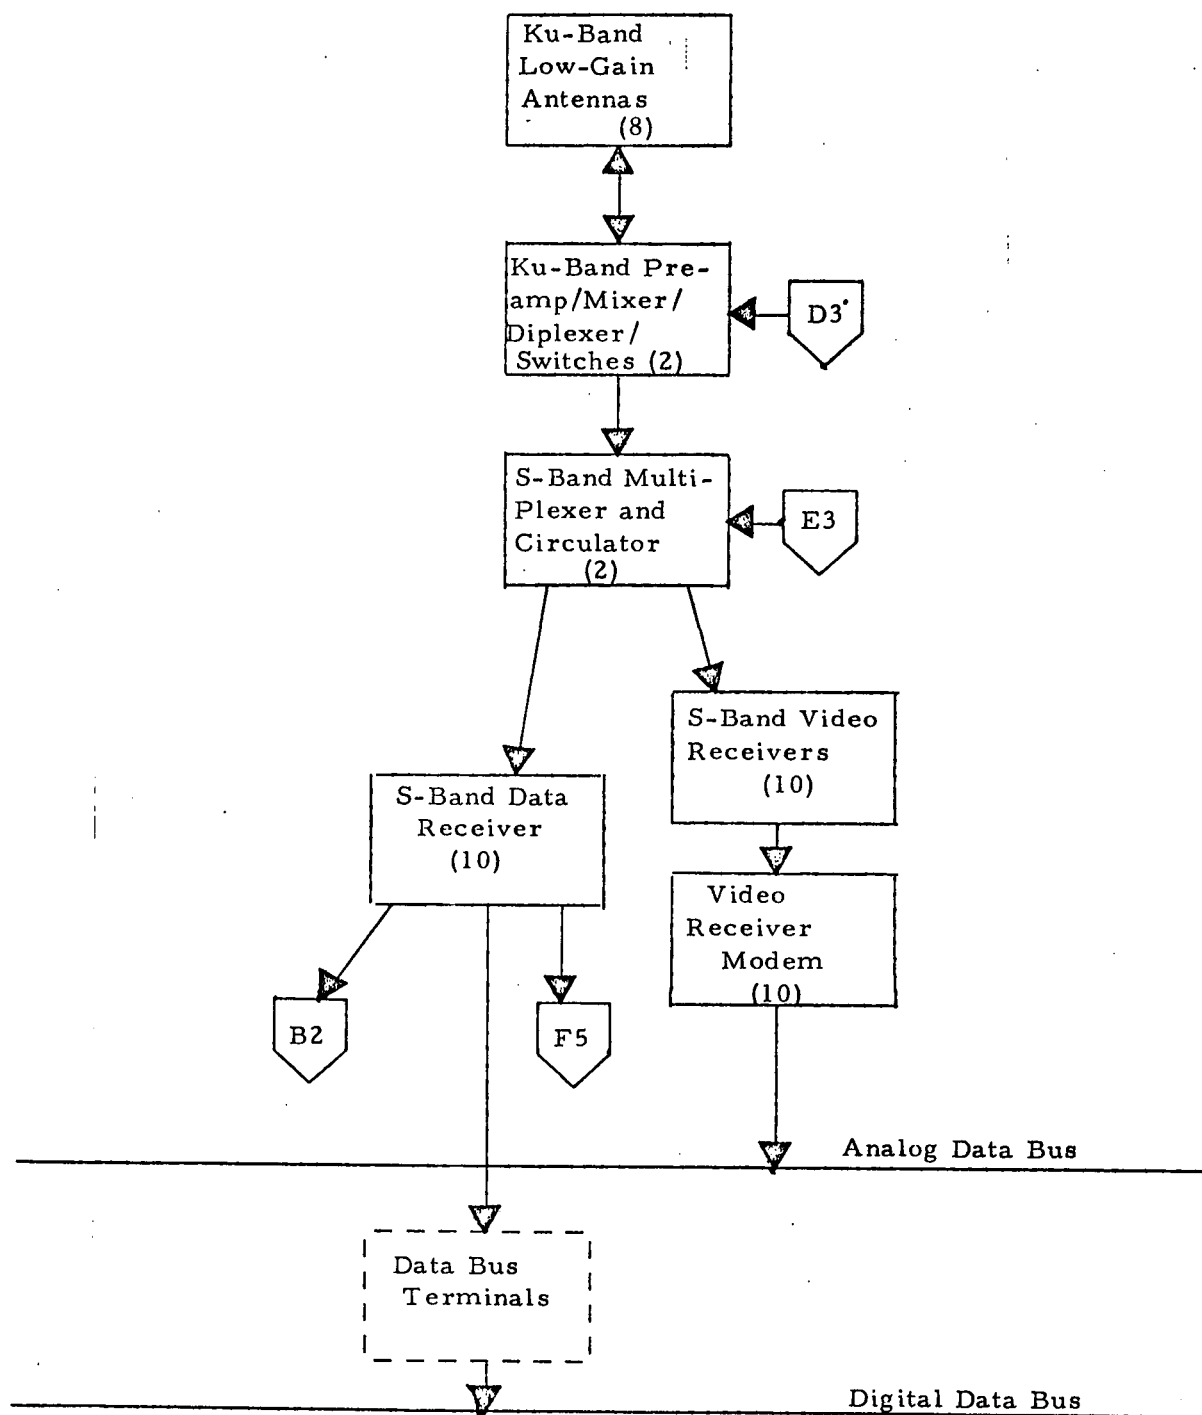 Ku-Band
Low-Gain
Antennas
(8)
Ku-Band Pre-
amp/Mixer/
Diplexer/
Switches (2)
D3
S-Band Multi-
Plexer and
Circulator
(2)
E3
S-Band Video
Receivers
(10)
S-Band Data
Receiver
(10)
Video
Receiver
Modem
(10)
B2
F5
Analog Data Bus
Data Bus
Terminals
Digital Data Bus